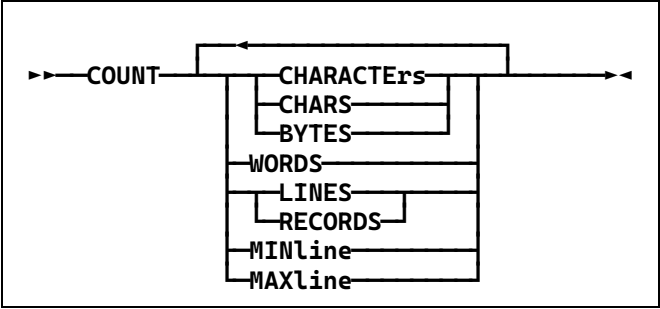 COUNT CHARACTErs
CHARS
BYTES
WORDS
LINES
RECORDS
MINline
MAXline